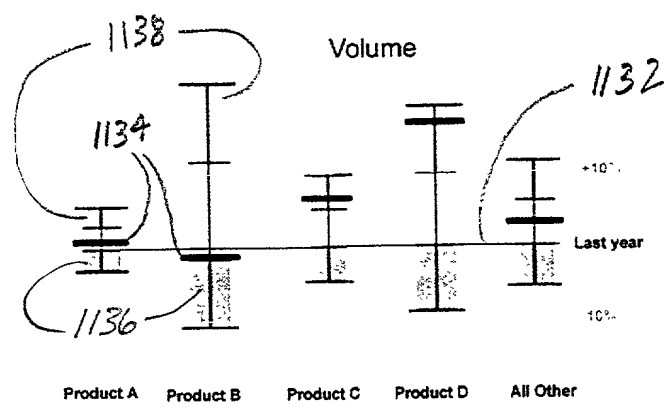 1138
Volume
1132
1134
+10%
Last year
1136
10%
Product A Product B Product C Product D All Other